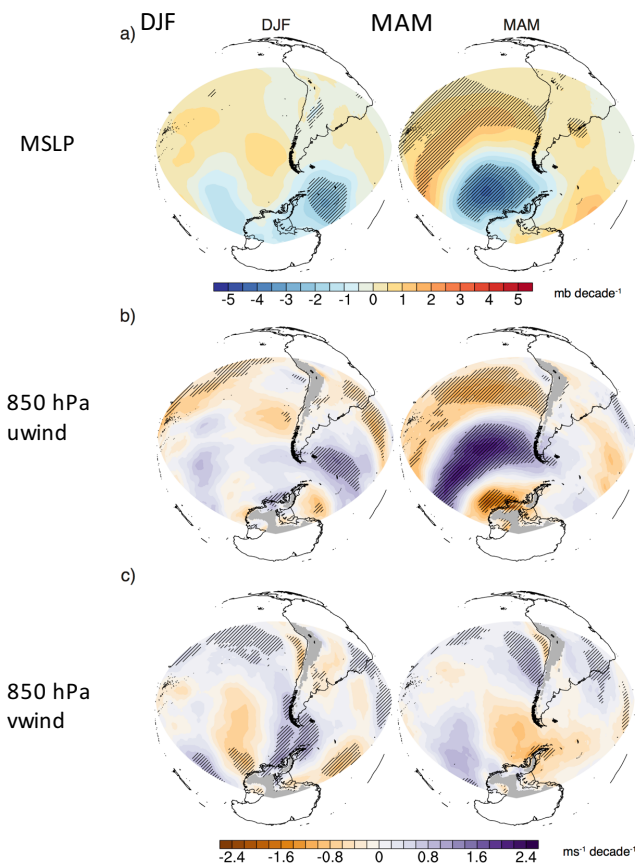 DJF MAM
DJF MAM
a)
MSLP
-5 -4 -3 -2 -1 0 1 2 3 4 5 mb decade⁻¹
b)
850 hPa
uwind
c)
850 hPa
vwind
-2.4 -1.6 -0.8 0 0.8 1.6 2.4 ms⁻¹ decade⁻¹